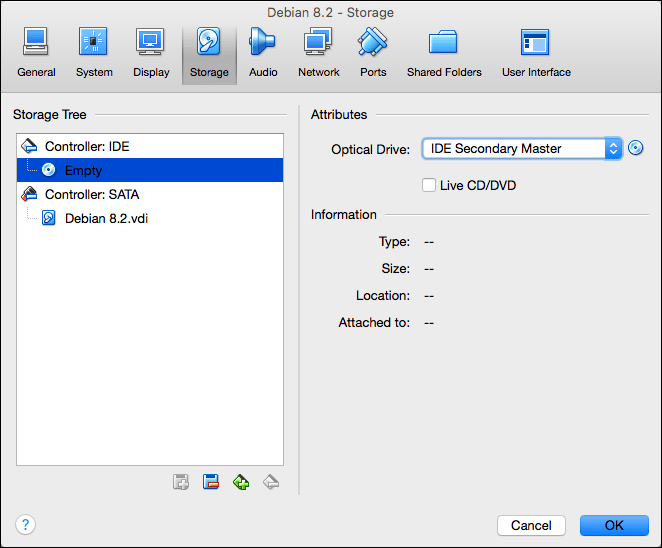 Debian 8.2 - Storage
General System Display Storage Audio Network Ports Shared Folders User Interface
Storage Tree
Controller: IDE
Empty
Controller: SATA
Debian 8.2.vdi
Attributes
Optical Drive: IDE Secondary Master
Live CD/DVD
Information
Type: --
Size: --
Location: --
Attached to: --
? Cancel OK